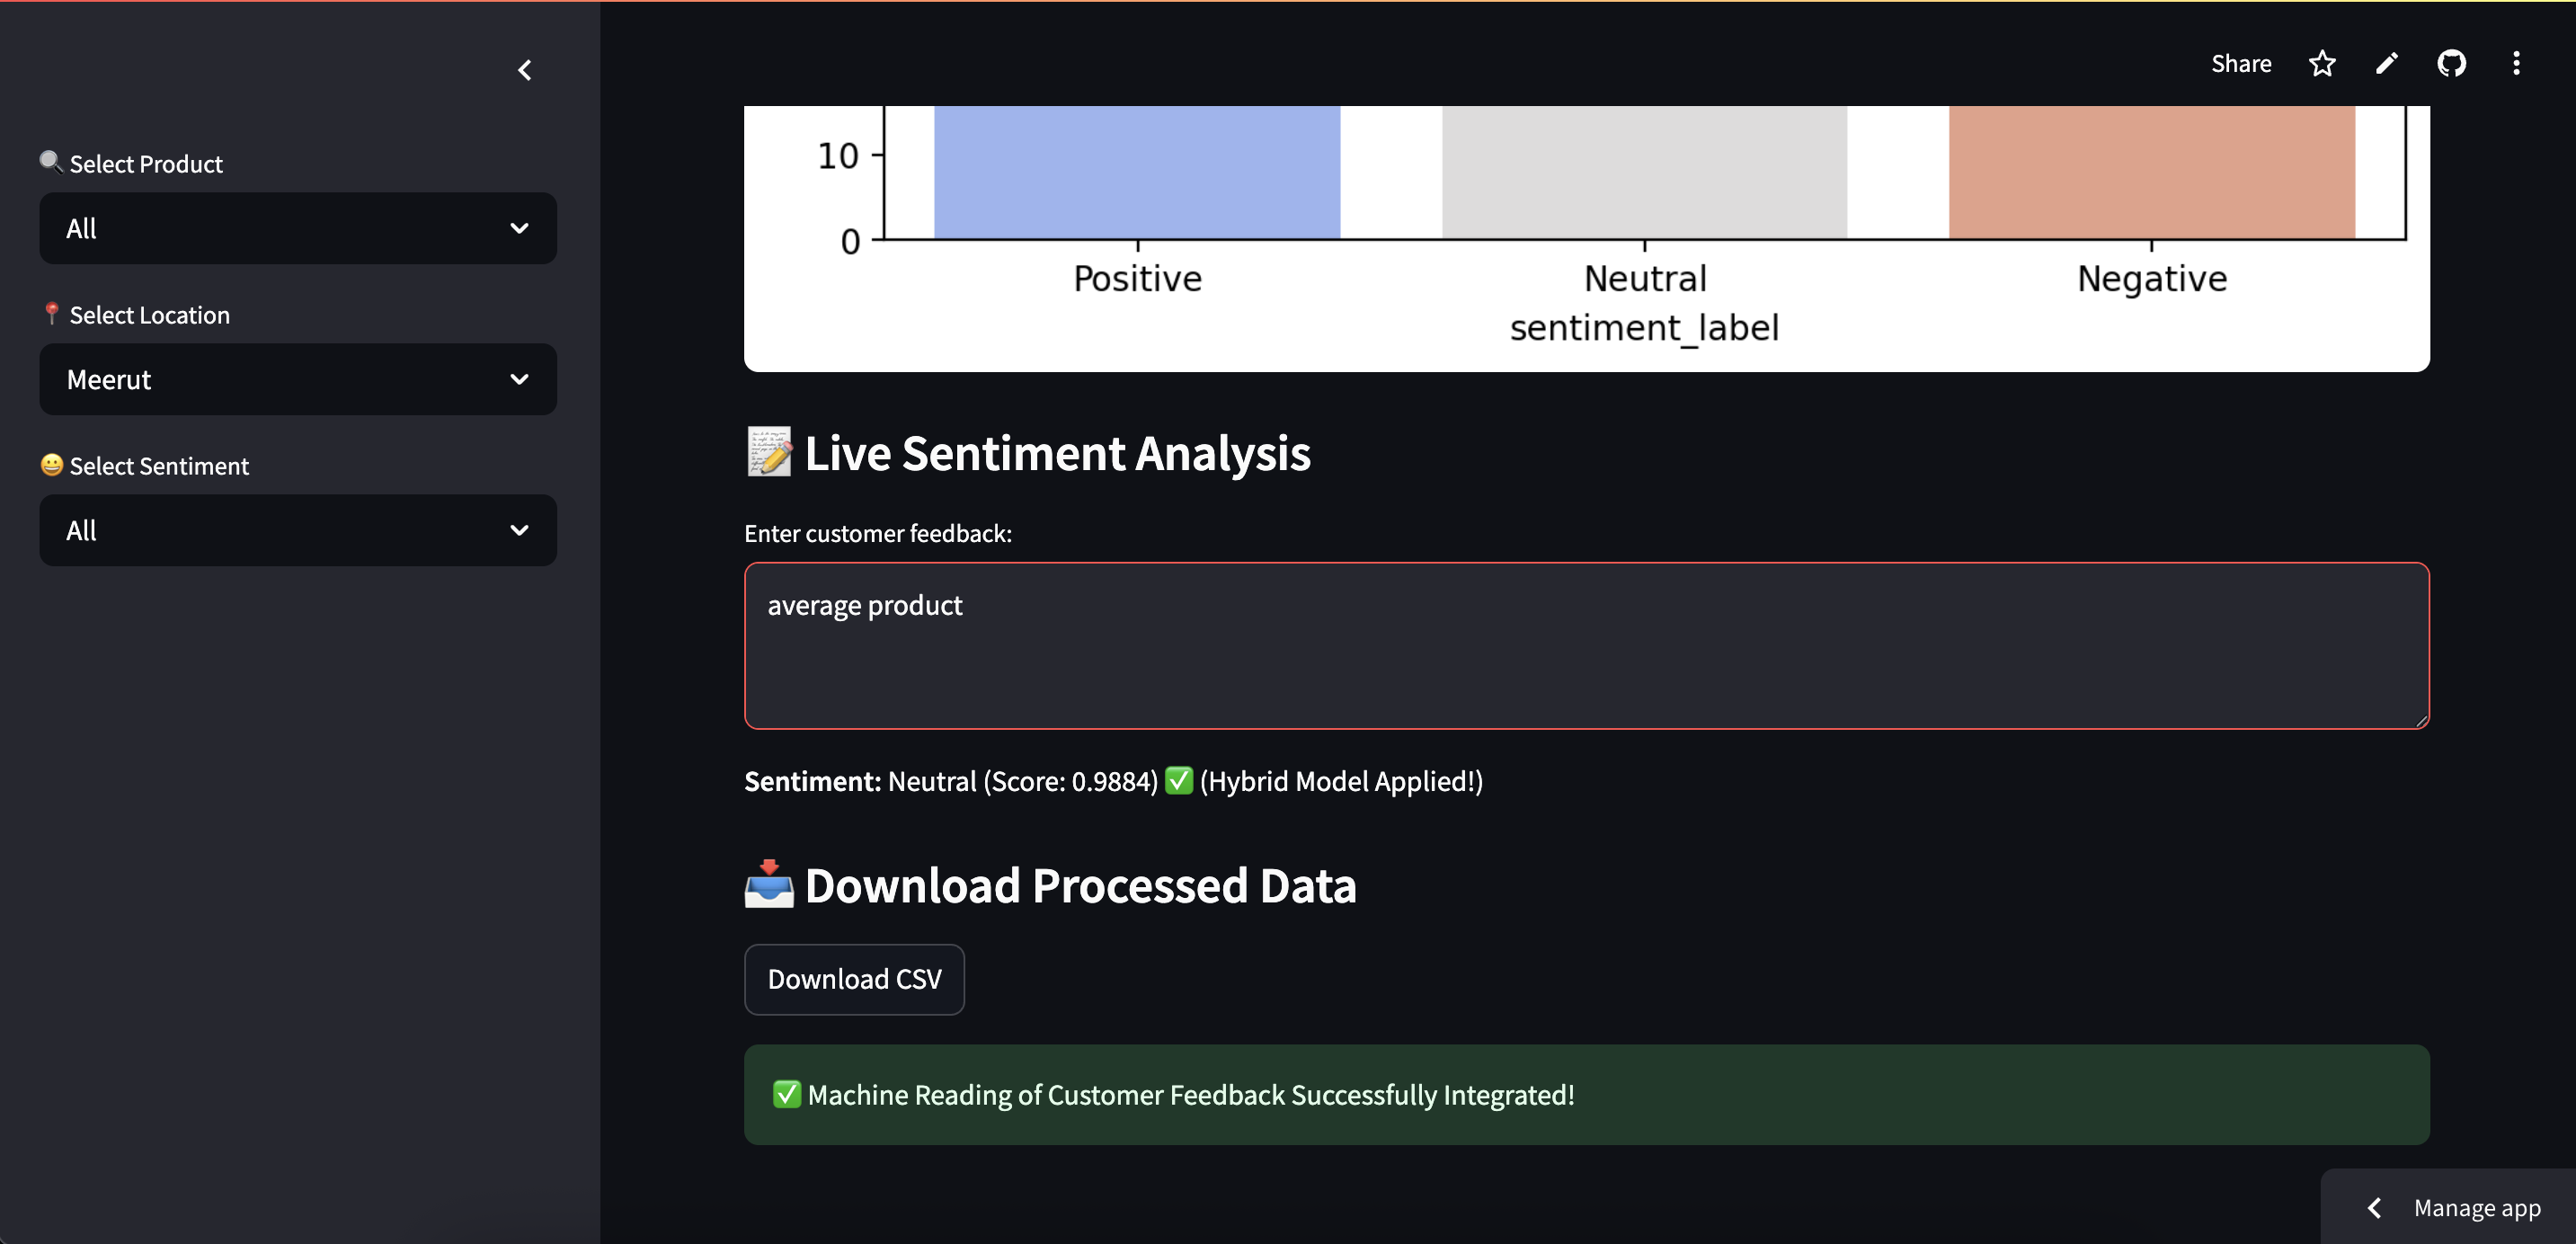 Share
🔍 Select Product
All
📍 Select Location
Meerut
😀 Select Sentiment
All
10
0
Positive Neutral Negative
sentiment_label
📝 Live Sentiment Analysis
Enter customer feedback:
average product
Sentiment: Neutral (Score: 0.9884) ✅ (Hybrid Model Applied!)
📥 Download Processed Data
Download CSV
✅ Machine Reading of Customer Feedback Successfully Integrated!
Manage app